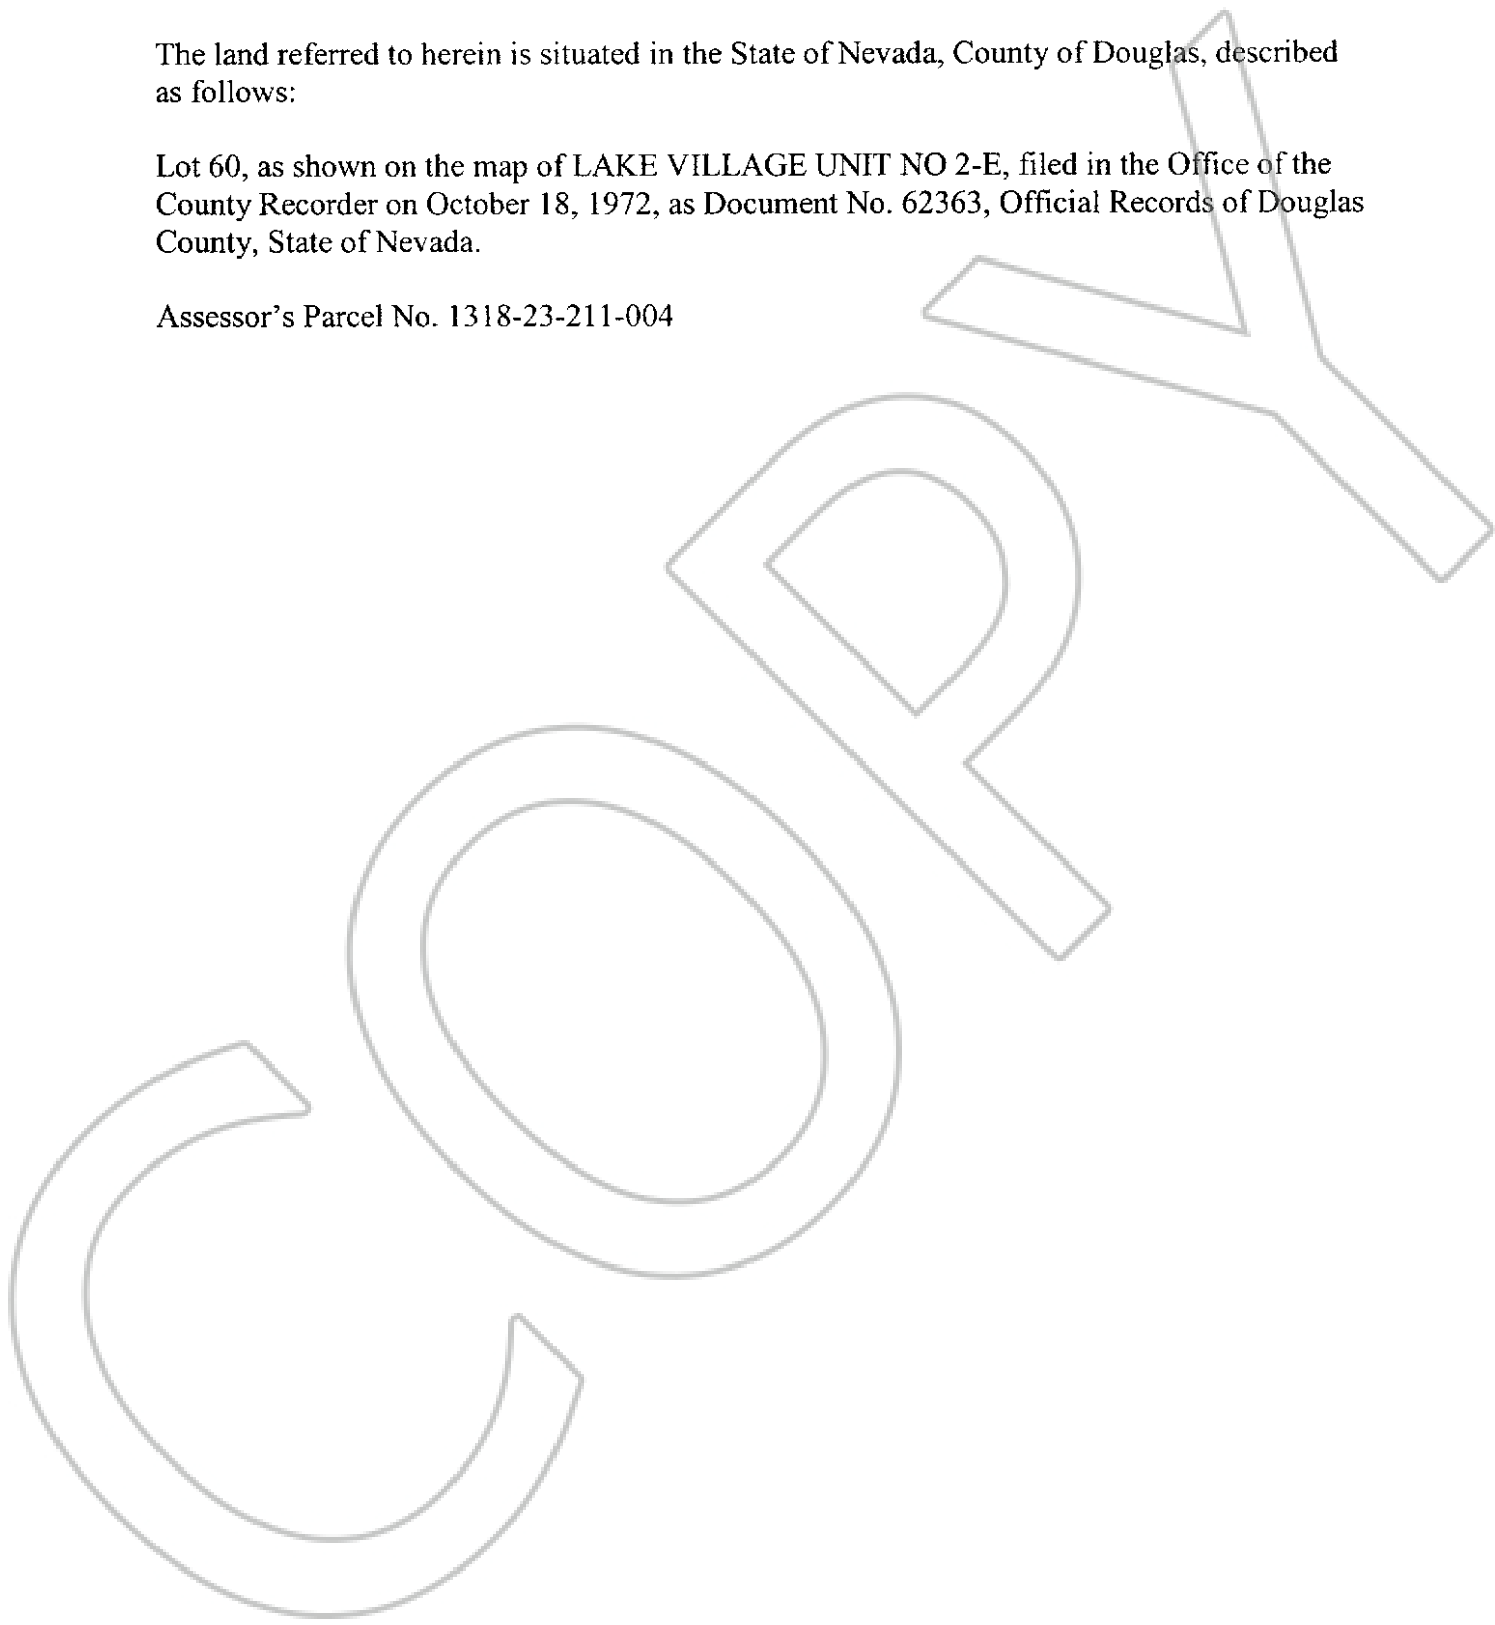 The land referred to herein is situated in the State of Nevada, County of Douglas, described
as follows:
Lot 60, as shown on the map of LAKE VILLAGE UNIT NO 2-E, filed in the Office of the
County Recorder on October 18, 1972, as Document No. 62363, Official Records of Douglas
County, State of Nevada.
Assessor's Parcel No. 1318-23-211-004
COPY